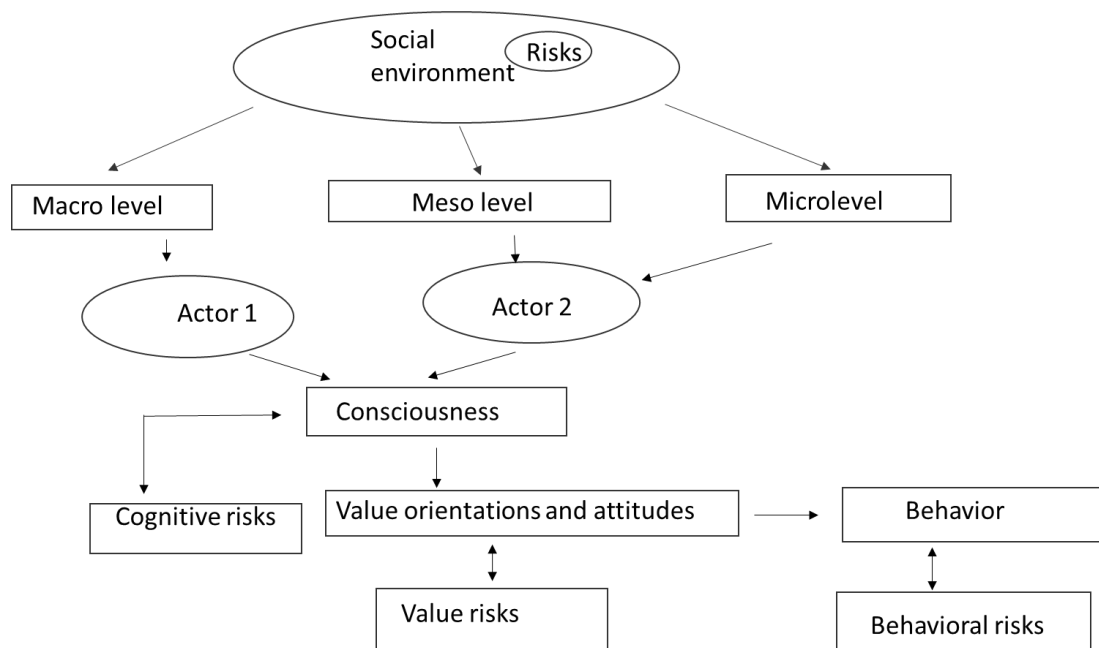 Social
environment
Risks
Macro level
Meso level
Microlevel
Actor 1
Actor 2
Consciousness
Cognitive risks
Value orientations and attitudes
Behavior
Value risks
Behavioral risks